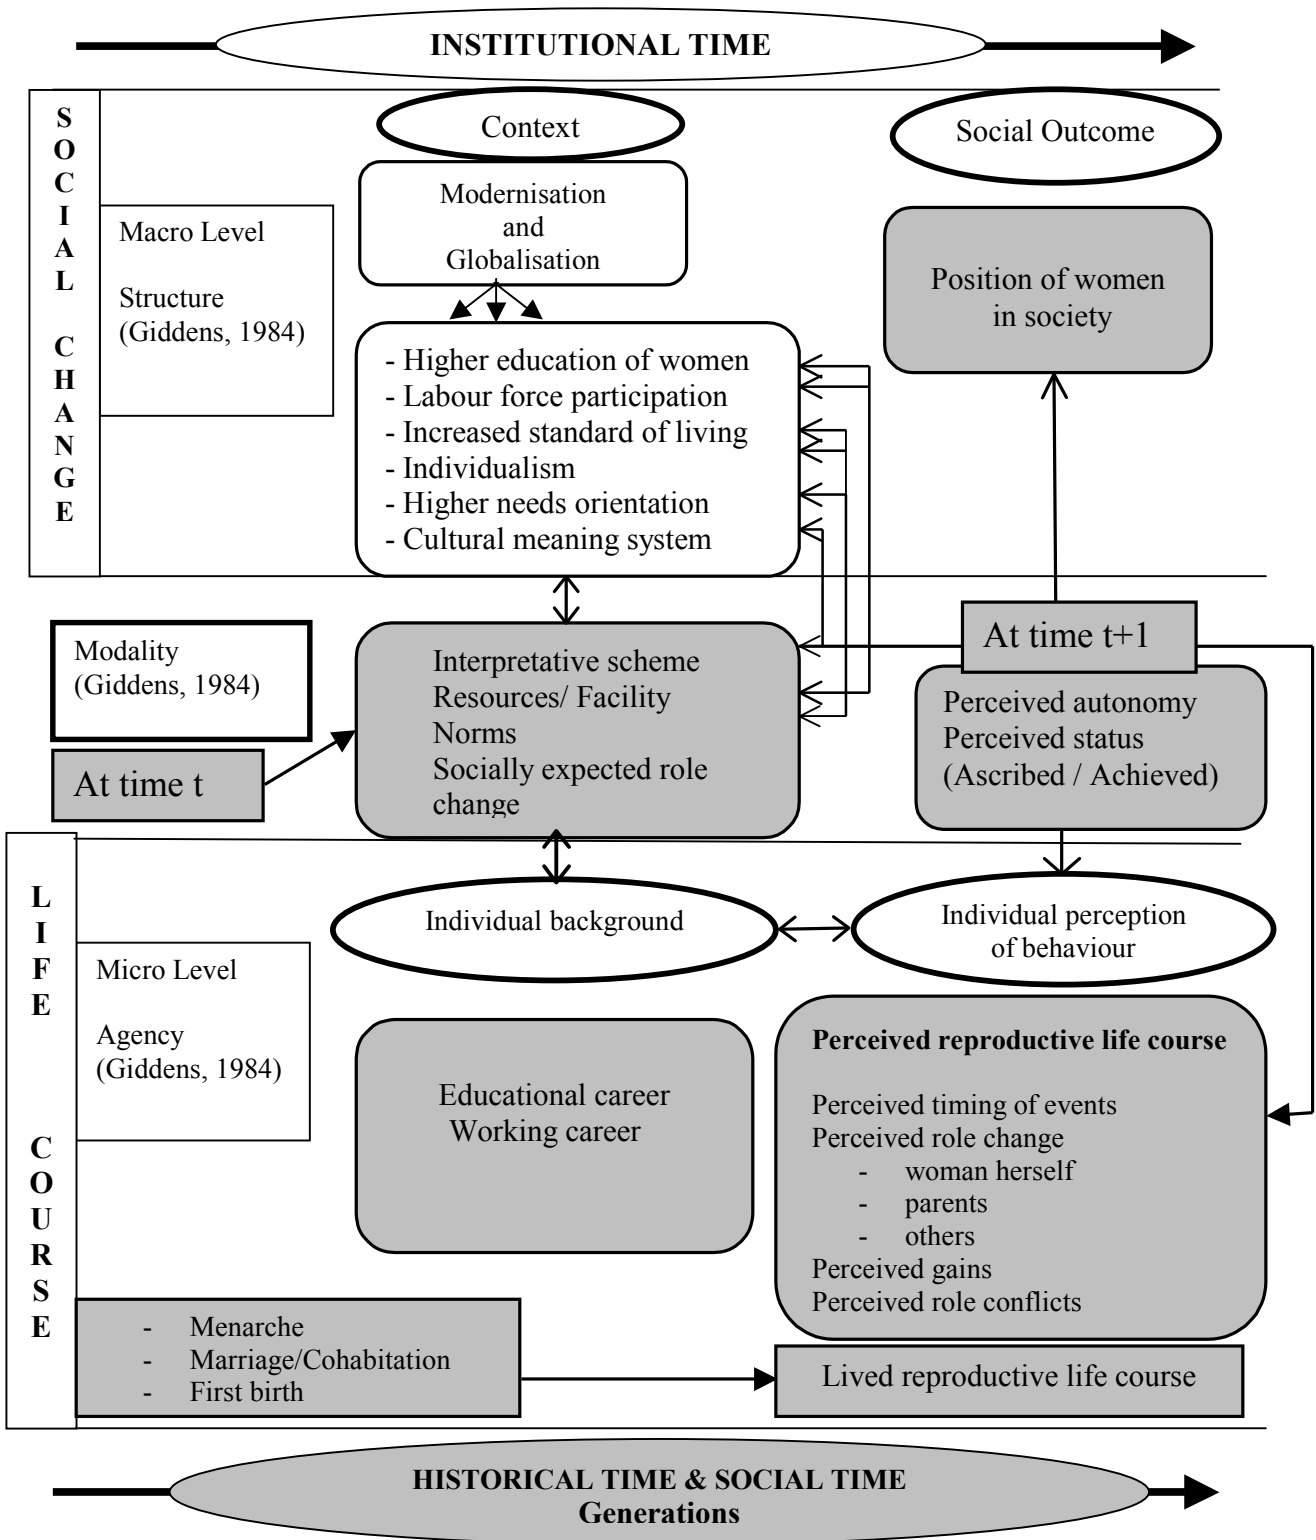 INSTITUTIONAL TIME
SOCIAL CHANGE
Context
Social Outcome
Modernisation
and
Globalisation
Macro Level
Structure
(Giddens, 1984)
Position of women
in society
- Higher education of women
- Labour force participation
- Increased standard of living
- Individualism
- Higher needs orientation
- Cultural meaning system
Modality
(Giddens, 1984)
At time t
Interpretative scheme
Resources/ Facility
Norms
Socially expected role
change
At time t+1
Perceived autonomy
Perceived status
(Ascribed / Achieved)
LIFE COURSE
Individual background
Individual perception
of behaviour
Micro Level
Agency
(Giddens, 1984)
Educational career
Working career
Perceived reproductive life course
Perceived timing of events
Perceived role change
- woman herself
- parents
- others
Perceived gains
Perceived role conflicts
- Menarche
- Marriage/Cohabitation
- First birth
Lived reproductive life course
HISTORICAL TIME & SOCIAL TIME
Generations